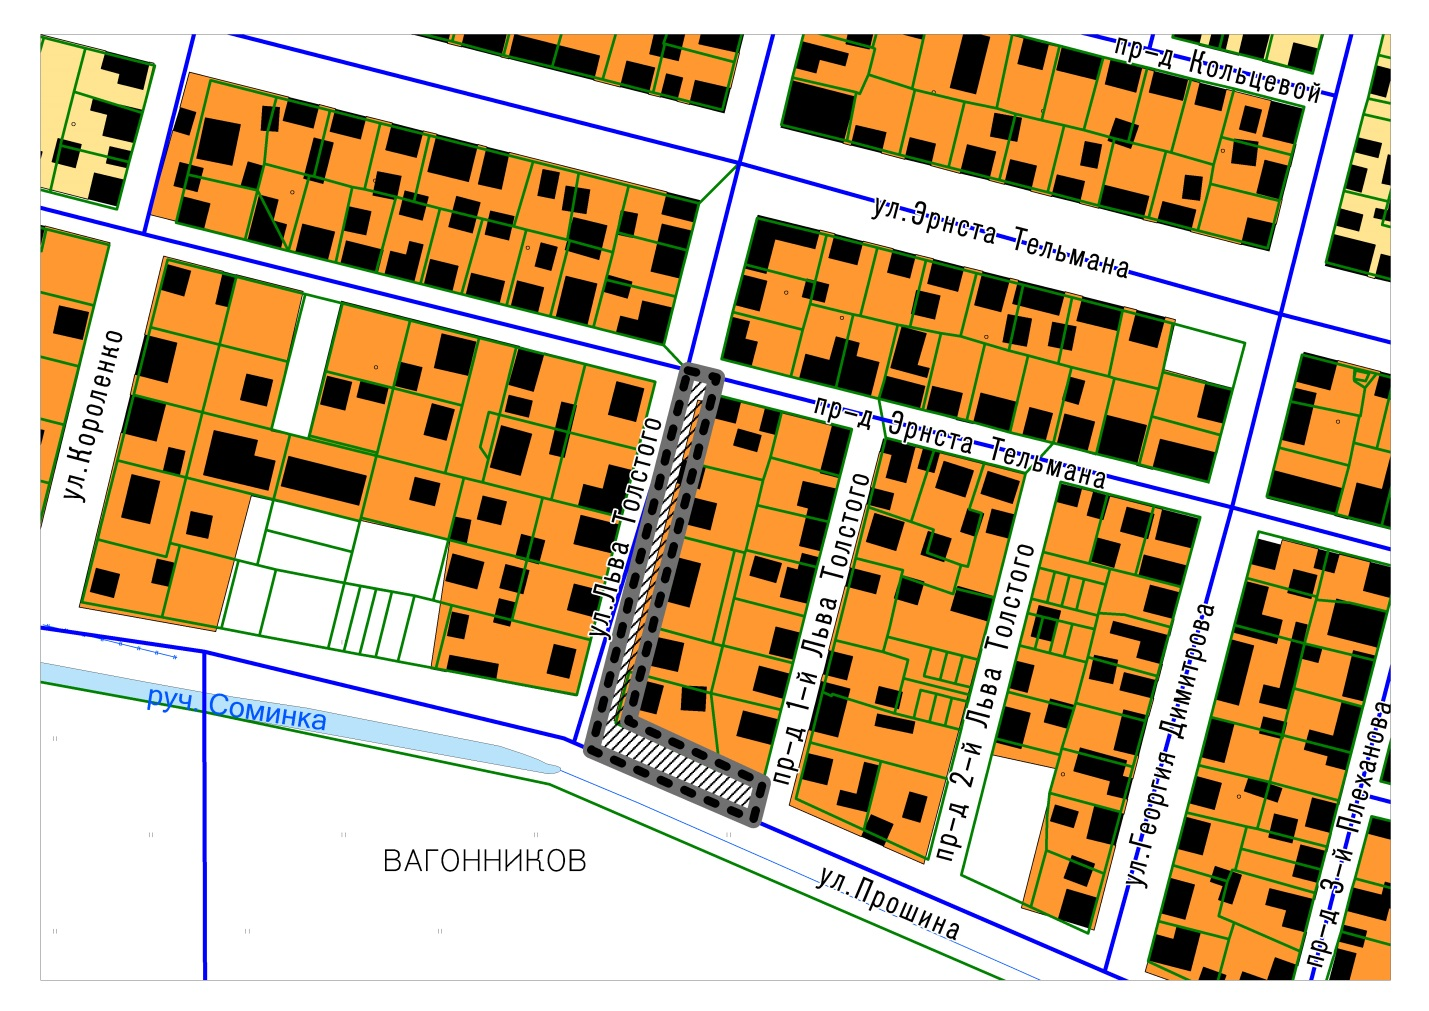 пр-д Кольцевой
ул.Эрнста Тельмана
ул.Короленко
пр-д Эрнста Тельмана
ул.Льва Толстого
пр-д 1-й Льва Толстого
пр-д 2-й Льва Толстого
ул.Георгия Димитрова
пр-д 3-й Плеханова
руч. Соминка
ВАГОННИКОВ
ул.Прошина